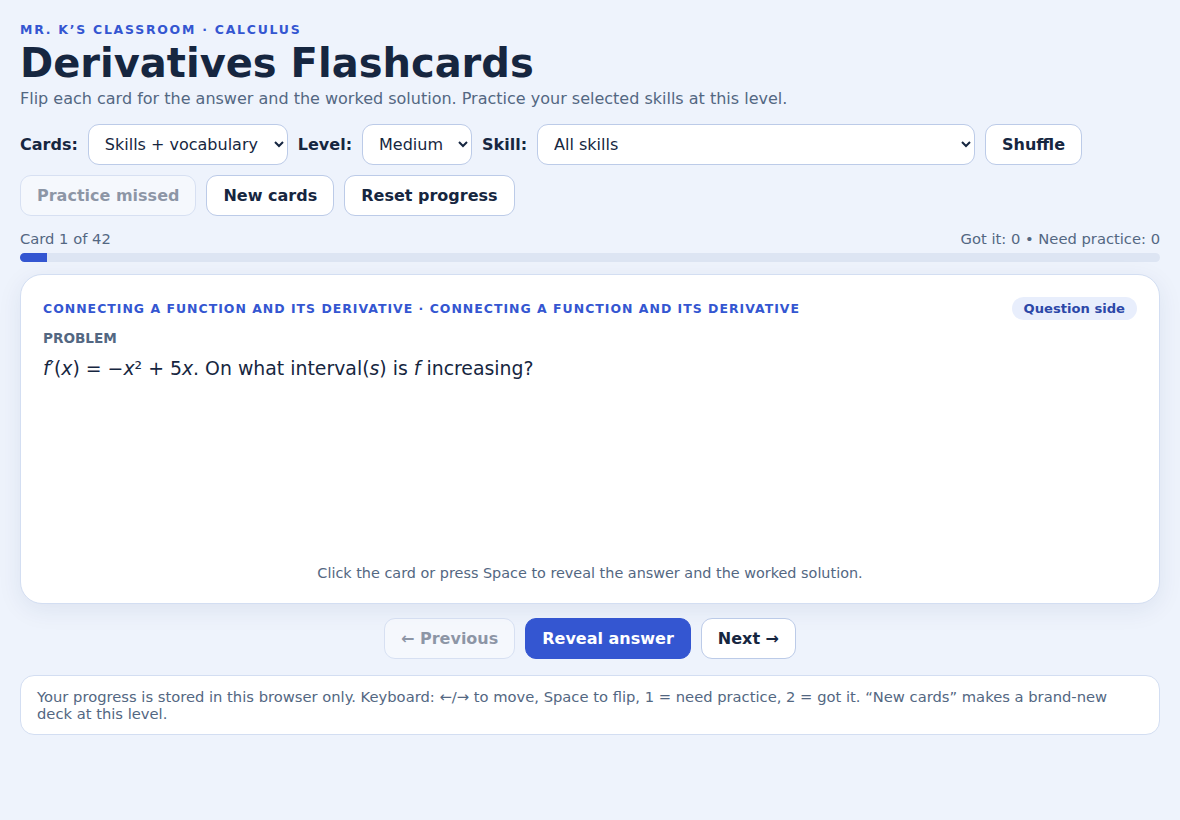 MR. K’S CLASSROOM · CALCULUS
Derivatives Flashcards
Flip each card for the answer and the worked solution. Practice your selected skills at this level.
Cards: Skills + vocabulary Level: Medium Skill: All skills Shuffle
Practice missed New cards Reset progress
Card 1 of 42 Got it: 0 • Need practice: 0
CONNECTING A FUNCTION AND ITS DERIVATIVE · CONNECTING A FUNCTION AND ITS DERIVATIVE Question side
PROBLEM
f′(x) = −x² + 5x. On what interval(s) is f increasing?
Click the card or press Space to reveal the answer and the worked solution.
← Previous Reveal answer Next →
Your progress is stored in this browser only. Keyboard: ←/→ to move, Space to flip, 1 = need practice, 2 = got it. “New cards” makes a brand-new
deck at this level.